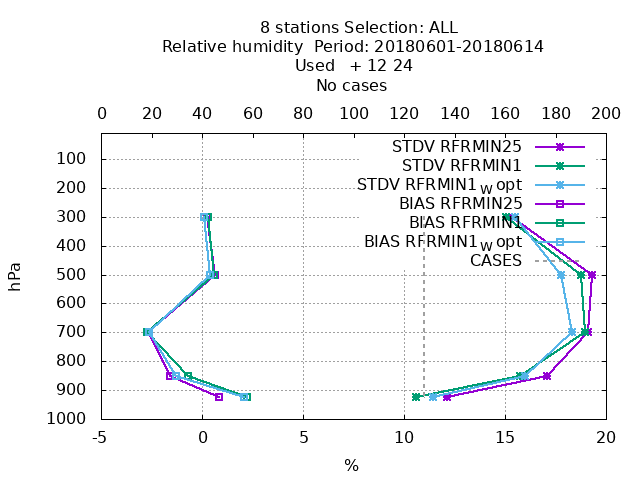 8 stations Selection: ALL
Relative humidity Period: 20180601-20180614
Used + 12 24
No cases
0 20 40 60 80 100 120 140 160 180 200
STDV RFRMIN25
STDV RFRMIN1
STDV RFRMIN1w opt
BIAS RFRMIN25
BIAS RFRMIN1
BIAS RFRMIN1w opt
CASES
100
200
300
400
500
600
700
800
900
1000
hPa
-5 0 5 10 15 20
%